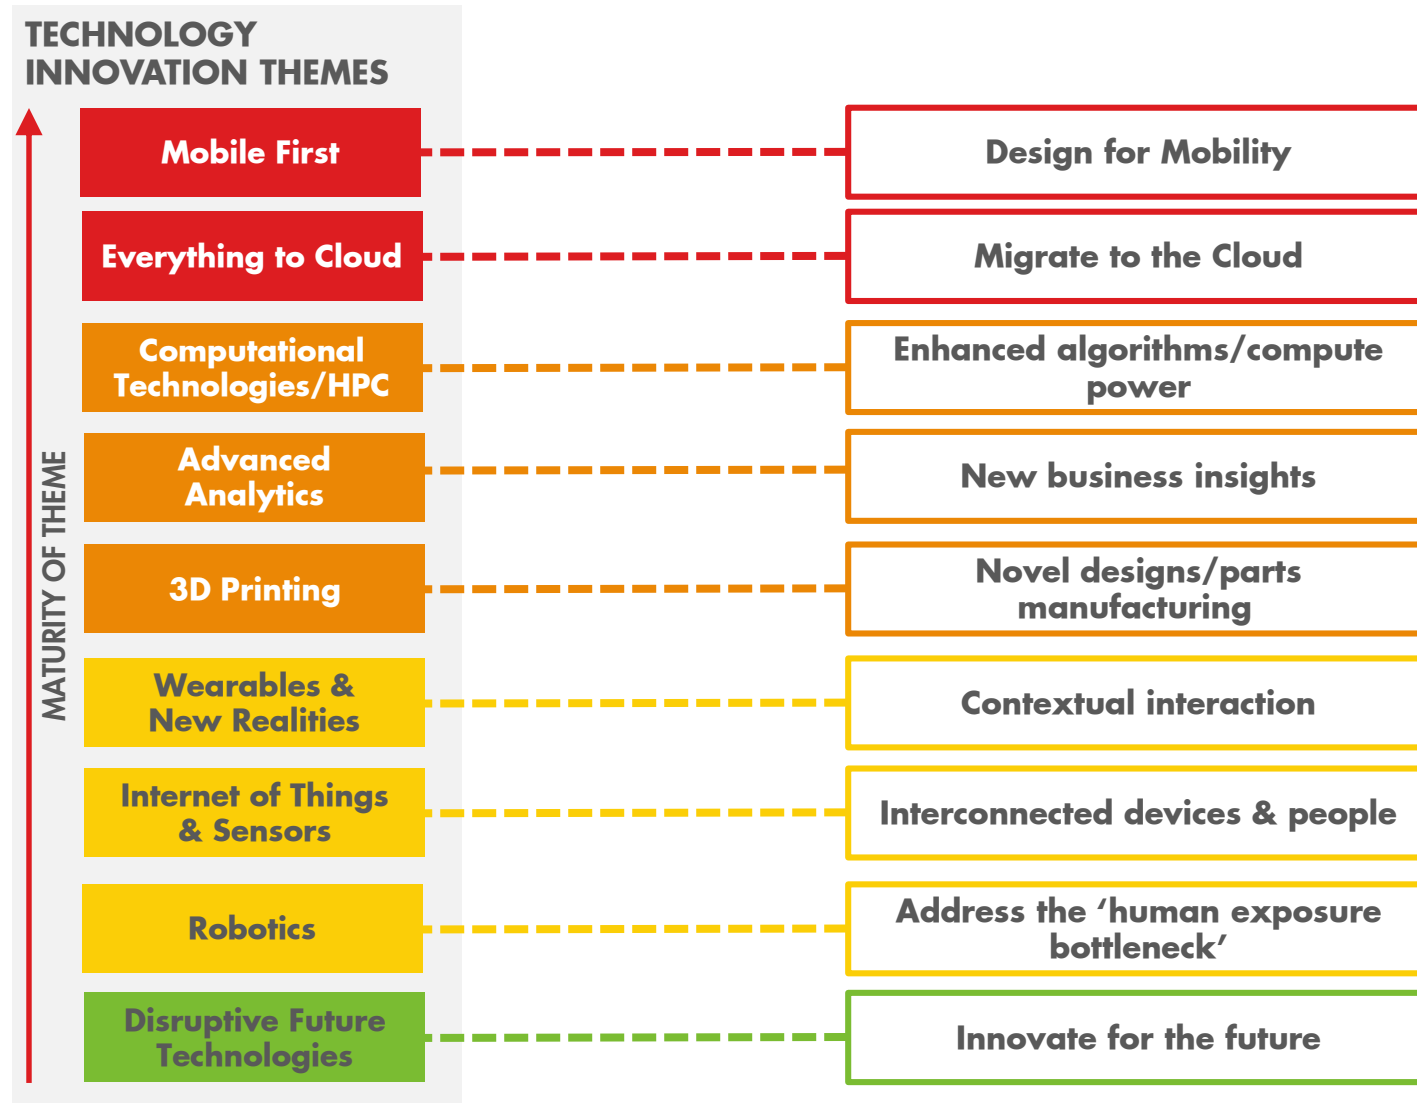 TECHNOLOGY
INNOVATION THEMES
MATURITY OF THEME
Mobile First
Design for Mobility
Everything to Cloud
Migrate to the Cloud
Computational
Technologies/HPC
Enhanced algorithms/compute
power
Advanced
Analytics
New business insights
3D Printing
Novel designs/parts
manufacturing
Wearables &
New Realities
Contextual interaction
Internet of Things
& Sensors
Interconnected devices & people
Robotics
Address the ‘human exposure
bottleneck’
Disruptive Future
Technologies
Innovate for the future